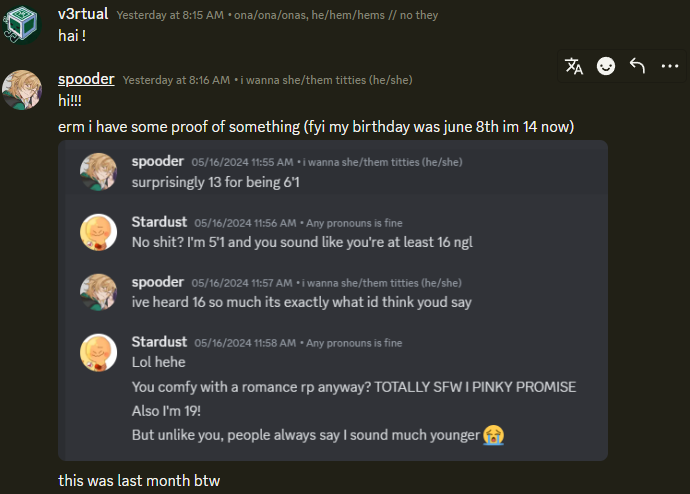 v3rtual Yesterday at 8:15 AM • ona/ona/onas, he/hem/hems // no they
hai !
spooder Yesterday at 8:16 AM • i wanna she/them titties (he/she)
hi!!!
erm i have some proof of something (fyi my birthday was june 8th im 14 now)
spooder 05/16/2024 11:55 AM • i wanna she/them titties (he/she)
surprisingly 13 for being 6'1
Stardust 05/16/2024 11:56 AM • Any pronouns is fine
No shit? I'm 5'1 and you sound like you're at least 16 ngl
spooder 05/16/2024 11:57 AM • i wanna she/them titties (he/she)
ive heard 16 so much its exactly what id think youd say
Stardust 05/16/2024 11:58 AM • Any pronouns is fine
Lol hehe
You comfy with a romance rp anyway? TOTALLY SFW I PINKY PROMISE
Also I'm 19!
But unlike you, people always say I sound much younger 😭
this was last month btw